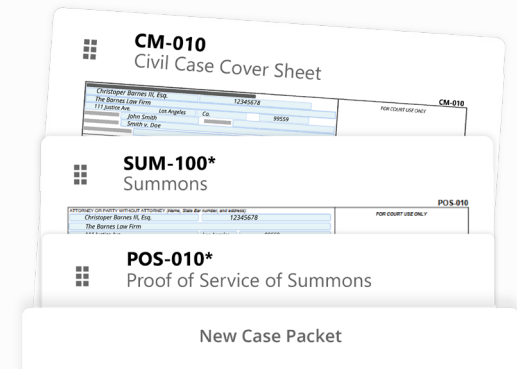 CM-010
Civil Case Cover Sheet
CM-010
Christoper Barnes III, Esq.
The Barnes Law Firm 12345678 FOR COURT USE ONLY
111 Justice Ave. Los Angeles Ca. 99559
John Smith
Smith v. Doe
SUM-100*
Summons
POS-010
ATTORNEY OR PARTY WITHOUT ATTORNEY (Name, State Bar number, and address)
Christoper Barnes III, Esq. 12345678 FOR COURT USE ONLY
The Barnes Law Firm
POS-010*
Proof of Service of Summons
New Case Packet